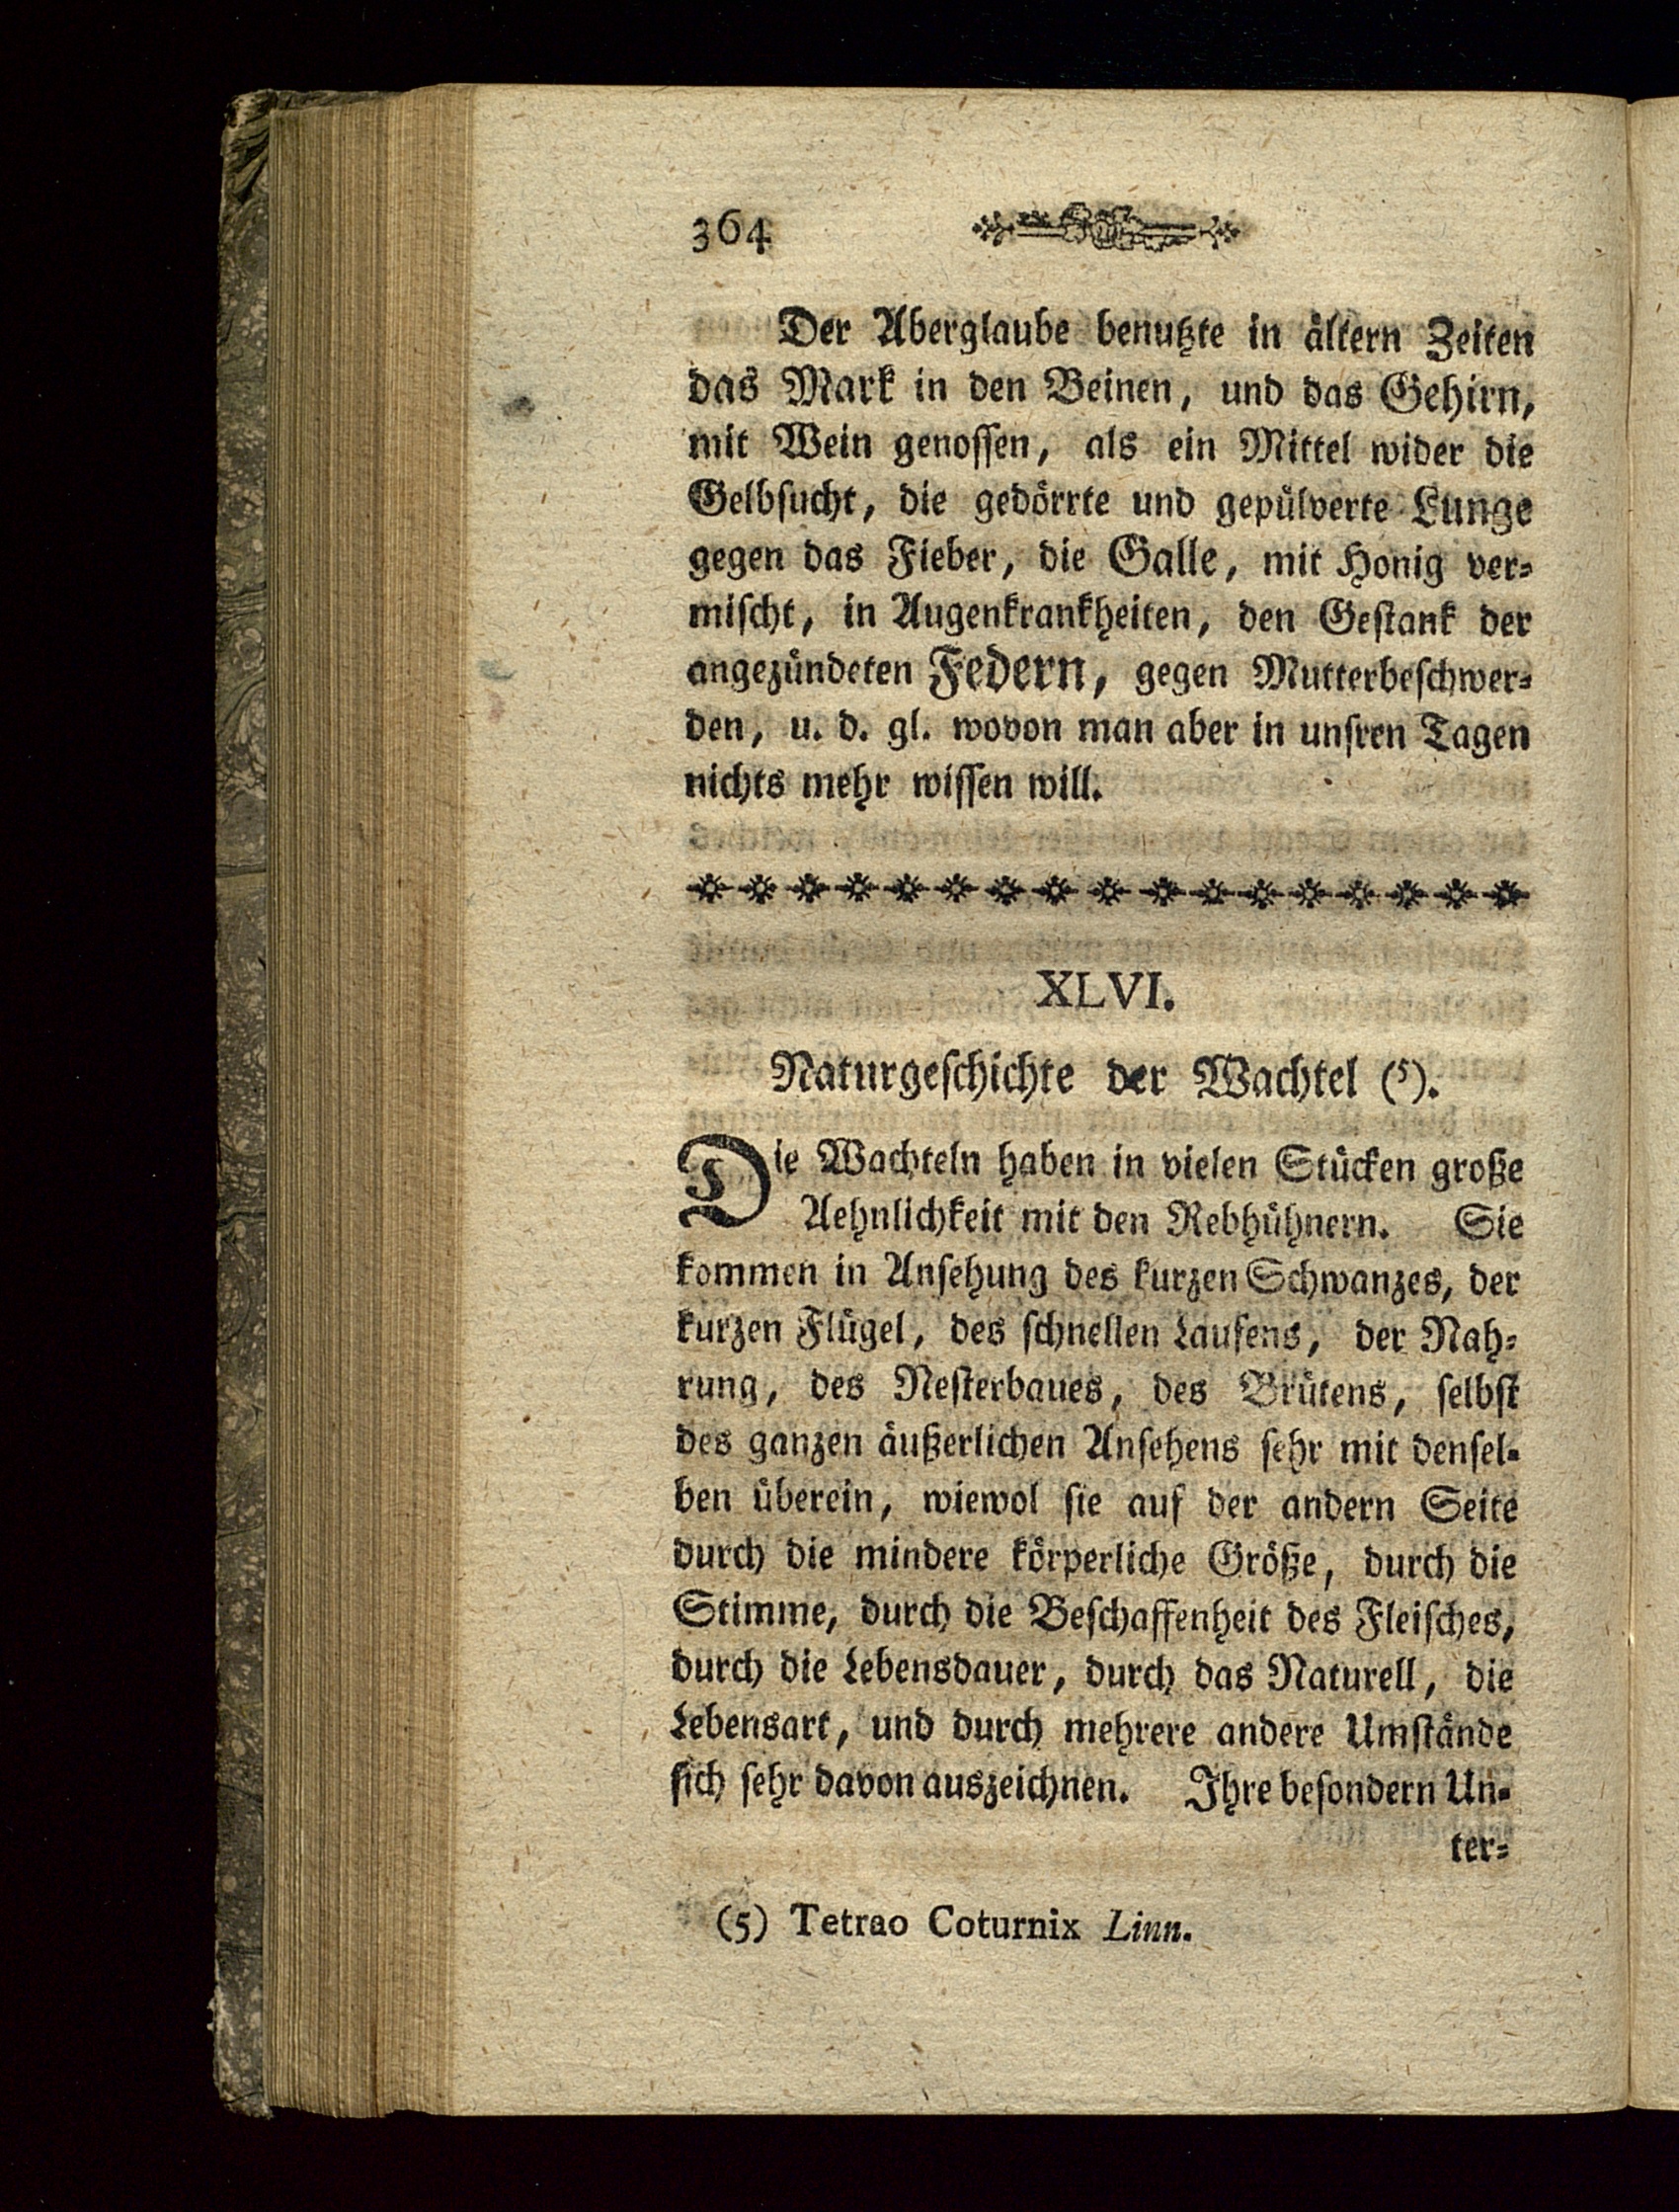 364
Der Aberglaube benutzte in ältern Zeiten
das Mark in den Beinen, und das Gehirn,
mit Wein genossen, als ein Mittel wider die
Gelbsucht, die gedörrte und gepülverte Lunge
gegen das Fieber, die Galle, mit Honig ver-
mischt, in Augenkrankheiten, den Gestank der
angezündeten Federn, gegen Mutterbeschwer-
den, u. d. gl. wovon man aber in unsren Tagen
nichts mehr wissen will.
XLVI.
Naturgeschichte der Wachtel (5).
Die Wachteln haben in vielen Stücken große
Aehnlichkeit mit den Rebhühnern. Sie
kommen in Ansehung des kurzen Schwanzes, der
kurzen Flügel, des schnellen Laufens, der Nah-
rung, des Nesterbaues, des Brütens, selbst
des ganzen äußerlichen Ansehens sehr mit densel-
ben überein, wiewol sie auf der andern Seite
durch die mindere körperliche Größe, durch die
Stimme, durch die Beschaffenheit des Fleisches,
durch die Lebensdauer, durch das Naturell, die
Lebensart, und durch mehrere andere Umstände
sich sehr davon auszeichnen. Ihre besondern Un-
ter-
(5) Tetrao Coturnix Linn.